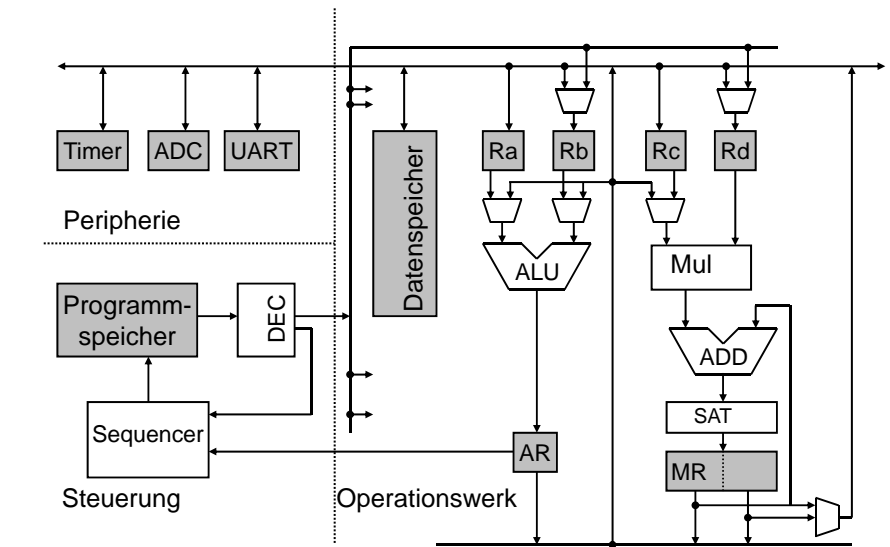 Timer
ADC
UART
Ra
Rb
Rc
Rd
Datenspeicher
Peripherie
ALU
Mul
Programm-
speicher
DEC
ADD
SAT
Sequencer
AR
MR
Steuerung
Operationswerk